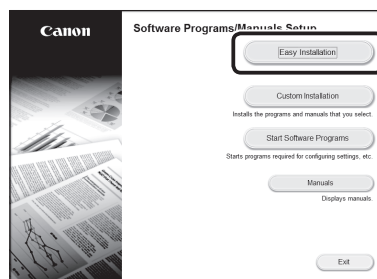 Canon
Software Programs/Manuals Setup
Easy Installation
Custom Installation
Installs the programs and manuals that you select.
Start Software Programs
Starts programs required for configuring settings, etc.
Manuals
Displays manuals.
Exit